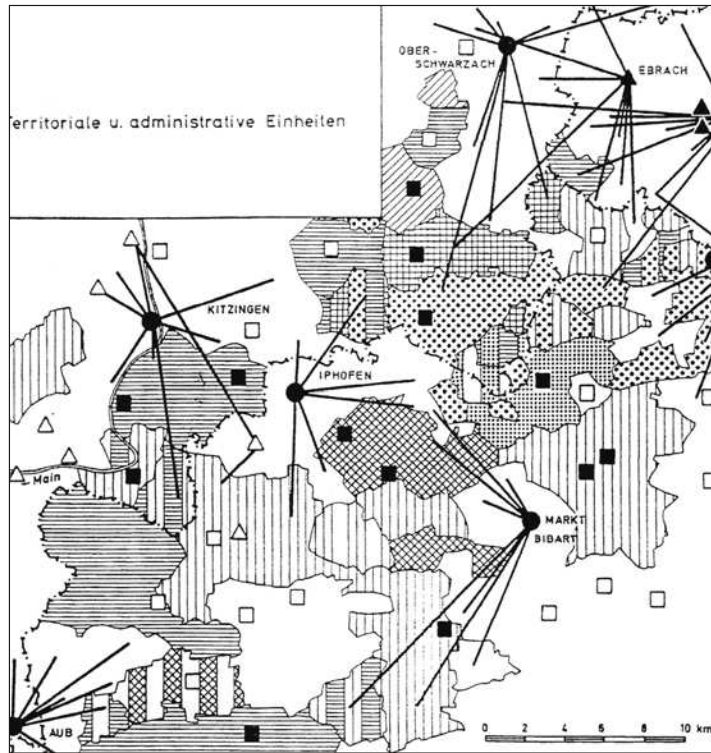 OBER-
SCHWARZACH
EBRACH
Territoriale u. administrative Einheiten
KITZINGEN
IPHOFEN
Main
MARKT
BIBART
AUB
0 2 4 6 8 10 km